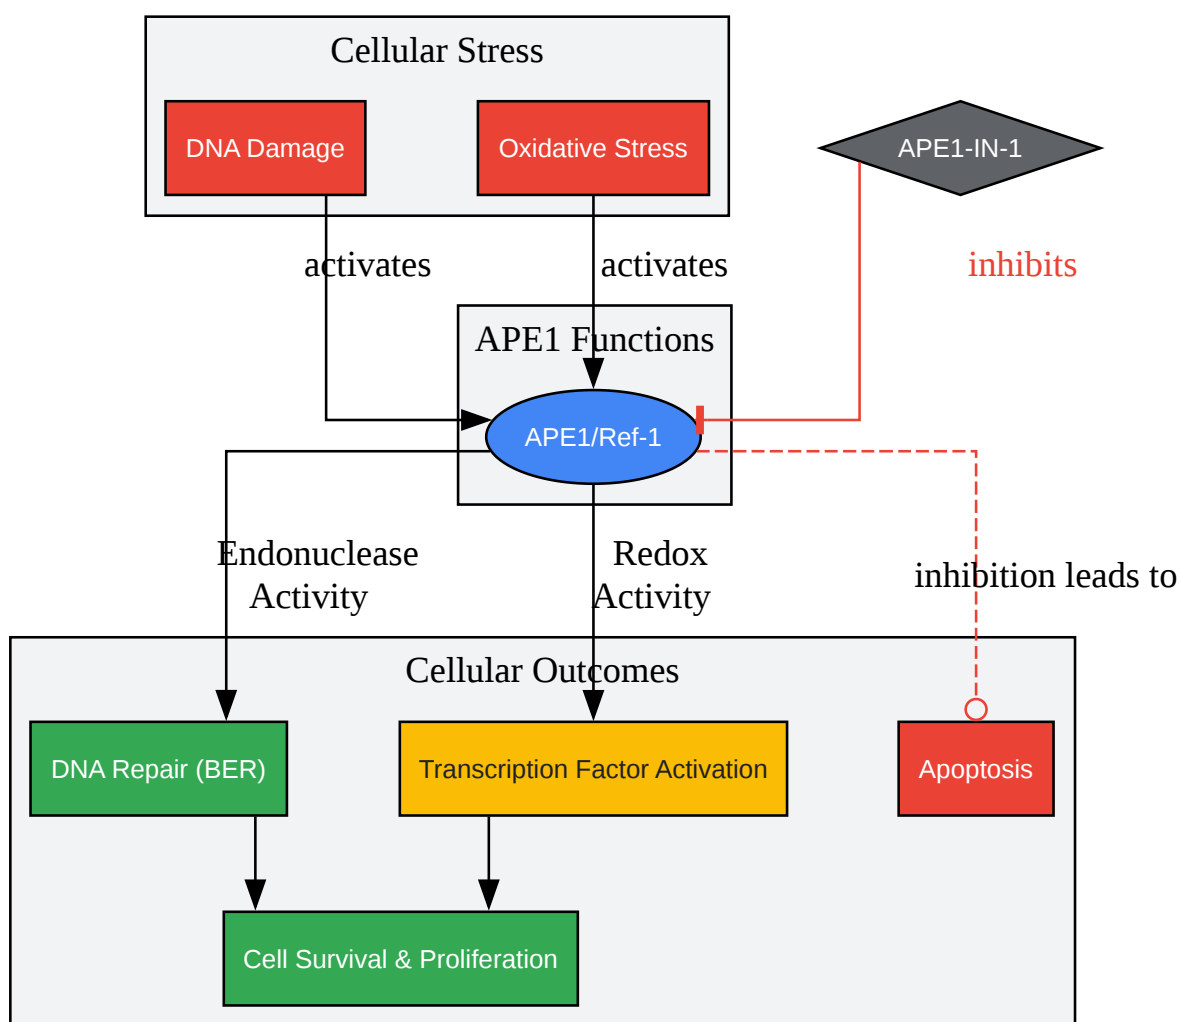 Cellular Stress
DNA Damage
Oxidative Stress
APE1-IN-1
activates
activates
inhibits
APE1 Functions
APE1/Ref-1
Endonuclease
Activity
Redox
Activity
inhibition leads to
Cellular Outcomes
DNA Repair (BER)
Transcription Factor Activation
Apoptosis
Cell Survival & Proliferation